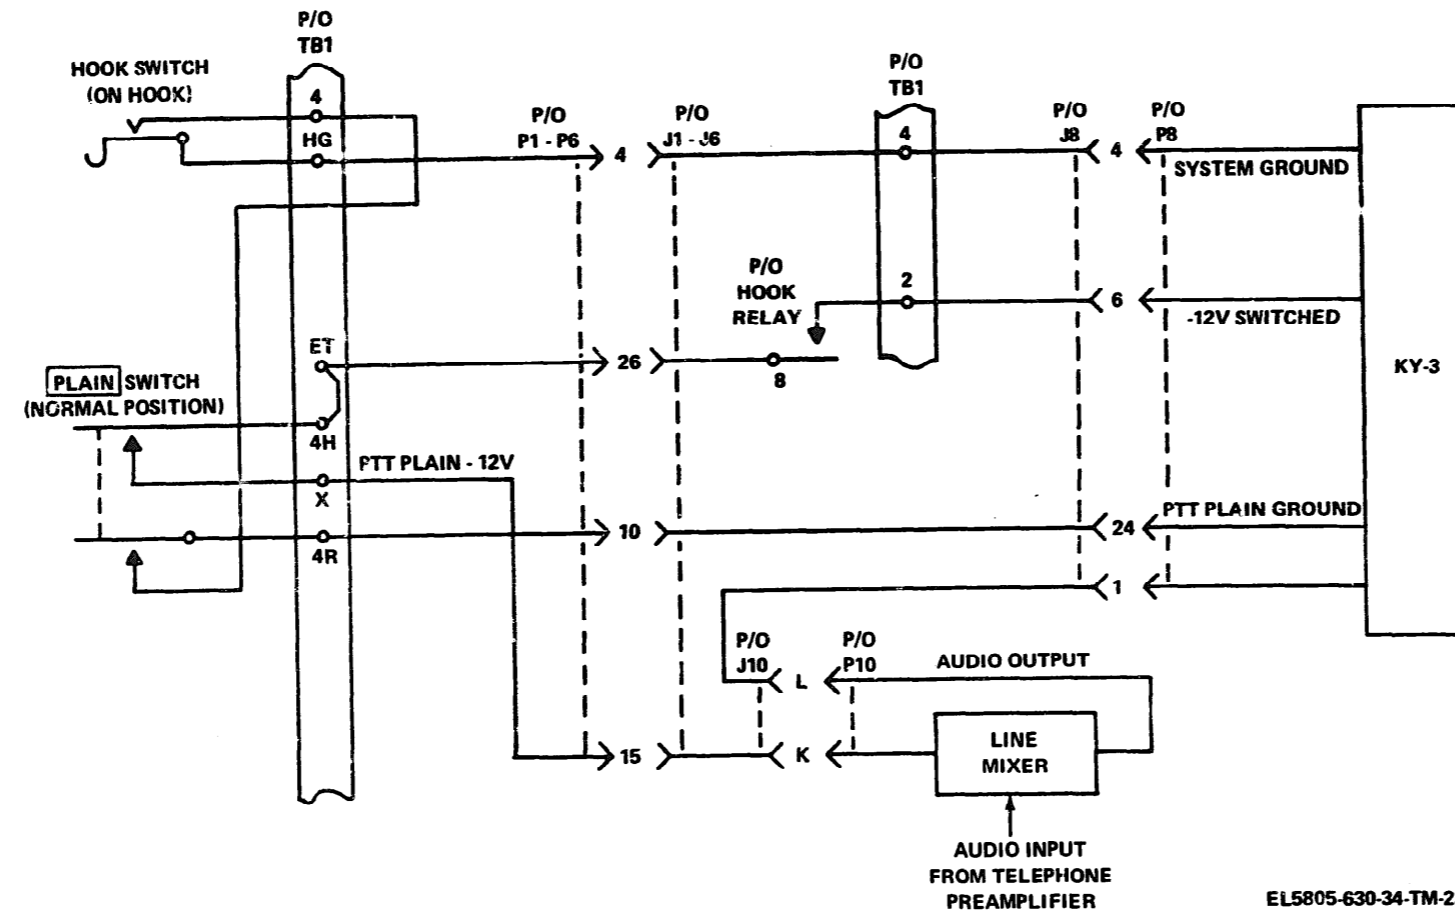 P/O
TB1
HOOK SWITCH
(ON HOOK)
4
HG
P/O
P1 - P6
4
P/O
J1 - J6
P/O
TB1
4
P/O
J8
4
P/O
P8
SYSTEM GROUND
P/O
HOOK
RELAY
2
6
-12V SWITCHED
ET
26
8
KY-3
PLAIN SWITCH
(NORMAL POSITION)
4H
PTT PLAIN - 12V
X
4R
10
24
PTT PLAIN GROUND
1
P/O
J10
L
P/O
P10
AUDIO OUTPUT
15
K
LINE
MIXER
AUDIO INPUT
FROM TELEPHONE
PREAMPLIFIER
EL5805-630-34-TM-2